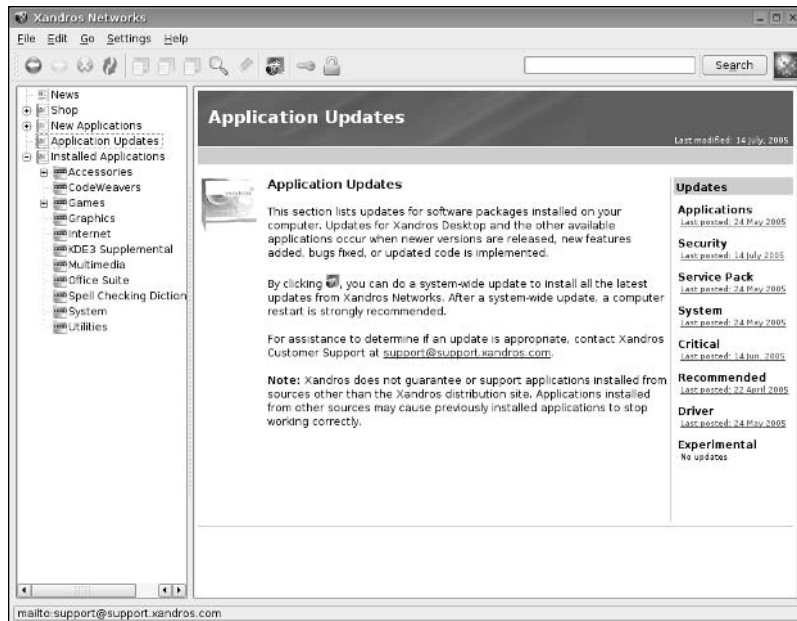 Xandros Networks
File Edit Go Settings Help
Search
News
Shop
New Applications
Application Updates
Installed Applications
Accessories
CodeWeavers
Games
Graphics
Internet
KDE3 Supplemental
Multimedia
Office Suite
Spell Checking Diction
System
Utilities
Application Updates
Last modified: 14 July, 2005
Application Updates
This section lists updates for software packages installed on your
computer. Updates for Xandros Desktop and the other available
applications occur when newer versions are released, new features
added, bugs fixed, or updated code is implemented.
By clicking , you can do a system-wide update to install all the latest
updates from Xandros Networks. After a system-wide update, a computer
restart is strongly recommended.
For assistance to determine if an update is appropriate, contact Xandros
Customer Support at support@support.xandros.com.
Note: Xandros does not guarantee or support applications installed from
sources other than the Xandros distribution site. Applications installed
from other sources may cause previously installed applications to stop
working correctly.
Updates
Applications
Last posted: 24 May 2005
Security
Last posted: 14 July 2005
Service Pack
Last posted: 24 May 2005
System
Last posted: 24 May 2005
Critical
Last posted: 14 Jun. 2005
Recommended
Last posted: 22 April 2005
Driver
Last posted: 24 May 2005
Experimental
No updates
mailto:support@support.xandros.com